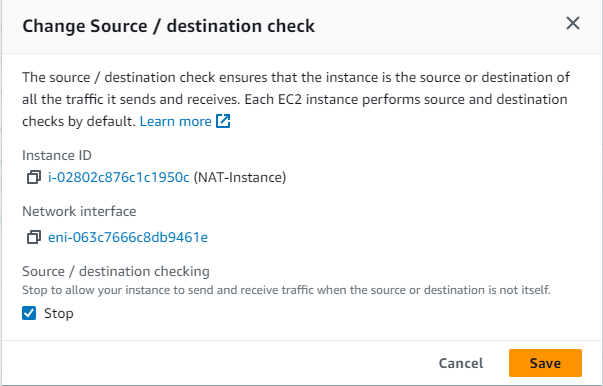 Change Source / destination check
The source / destination check ensures that the instance is the source or destination of
all the traffic it sends and receives. Each EC2 instance performs source and destination
checks by default. Learn more
Instance ID
i-02802c876c1c1950c (NAT-Instance)
Network interface
eni-063c7666c8db9461e
Source / destination checking
Stop to allow your instance to send and receive traffic when the source or destination is not itself.
Stop
Cancel Save